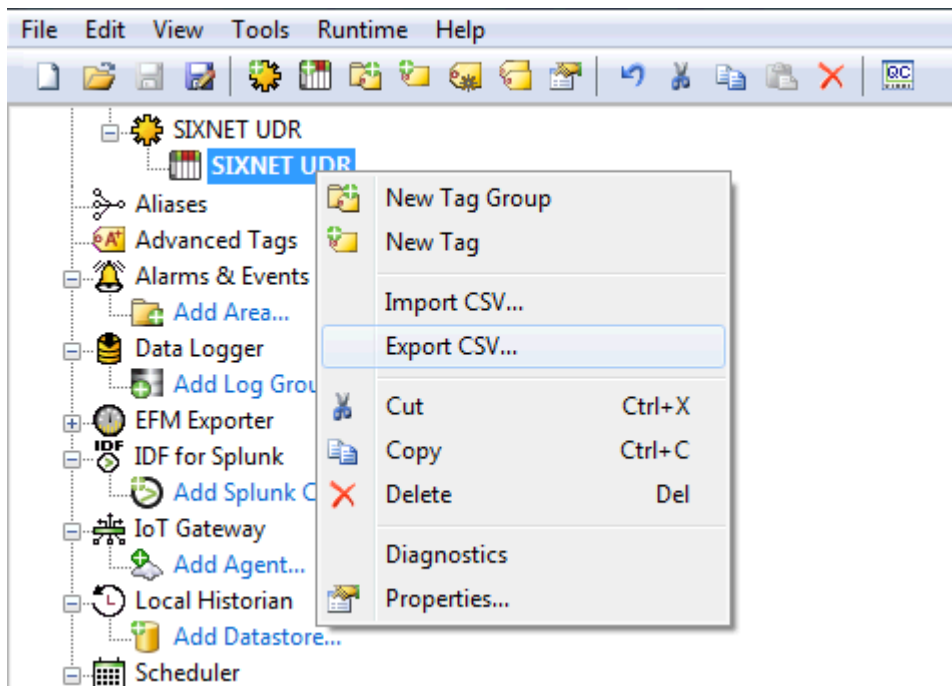 File Edit View Tools Runtime Help
QC
SIXNET UDR
SIXNET UDR
Aliases
A+
Advanced Tags
Alarms & Events
Add Area...
Data Logger
Add Log Grou
EFM Exporter
IDF
IDF for Splunk
Add Splunk C
IoT Gateway
Add Agent...
Local Historian
Add Datastore...
Scheduler
New Tag Group
New Tag
Import CSV...
Export CSV...
Cut Ctrl+X
Copy Ctrl+C
Delete Del
Diagnostics
Properties...